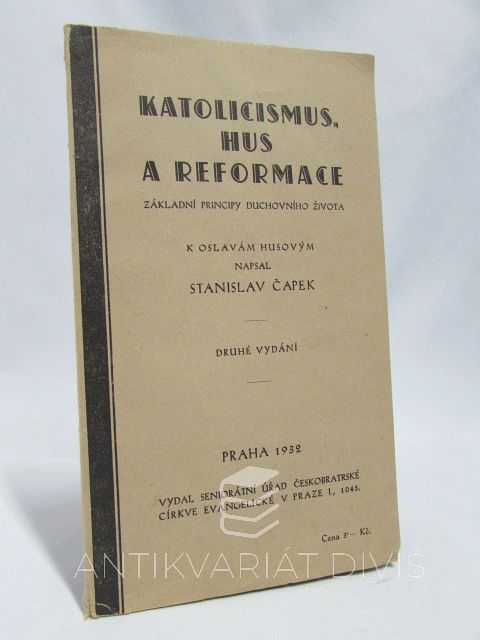 KATOLICISMUS,
HUS
A REFORMACE
ZÁKLADNÍ PRINCIPY DUCHOVNÍHO ŽIVOTA
K OSLAVÁM HUSOVÝM
NAPSAL
STANISLAV ČAPEK
DRUHÉ VYDÁNÍ
PRAHA 1932
VYDAL SENIORÁTNÍ ÚŘAD ČESKOBRATRSKÉ
CÍRKVE EVANGELICKÉ V PRAZE I., 1045.
Cena 3'— Kč.
ANTIKVARIÁT DIVIŠ